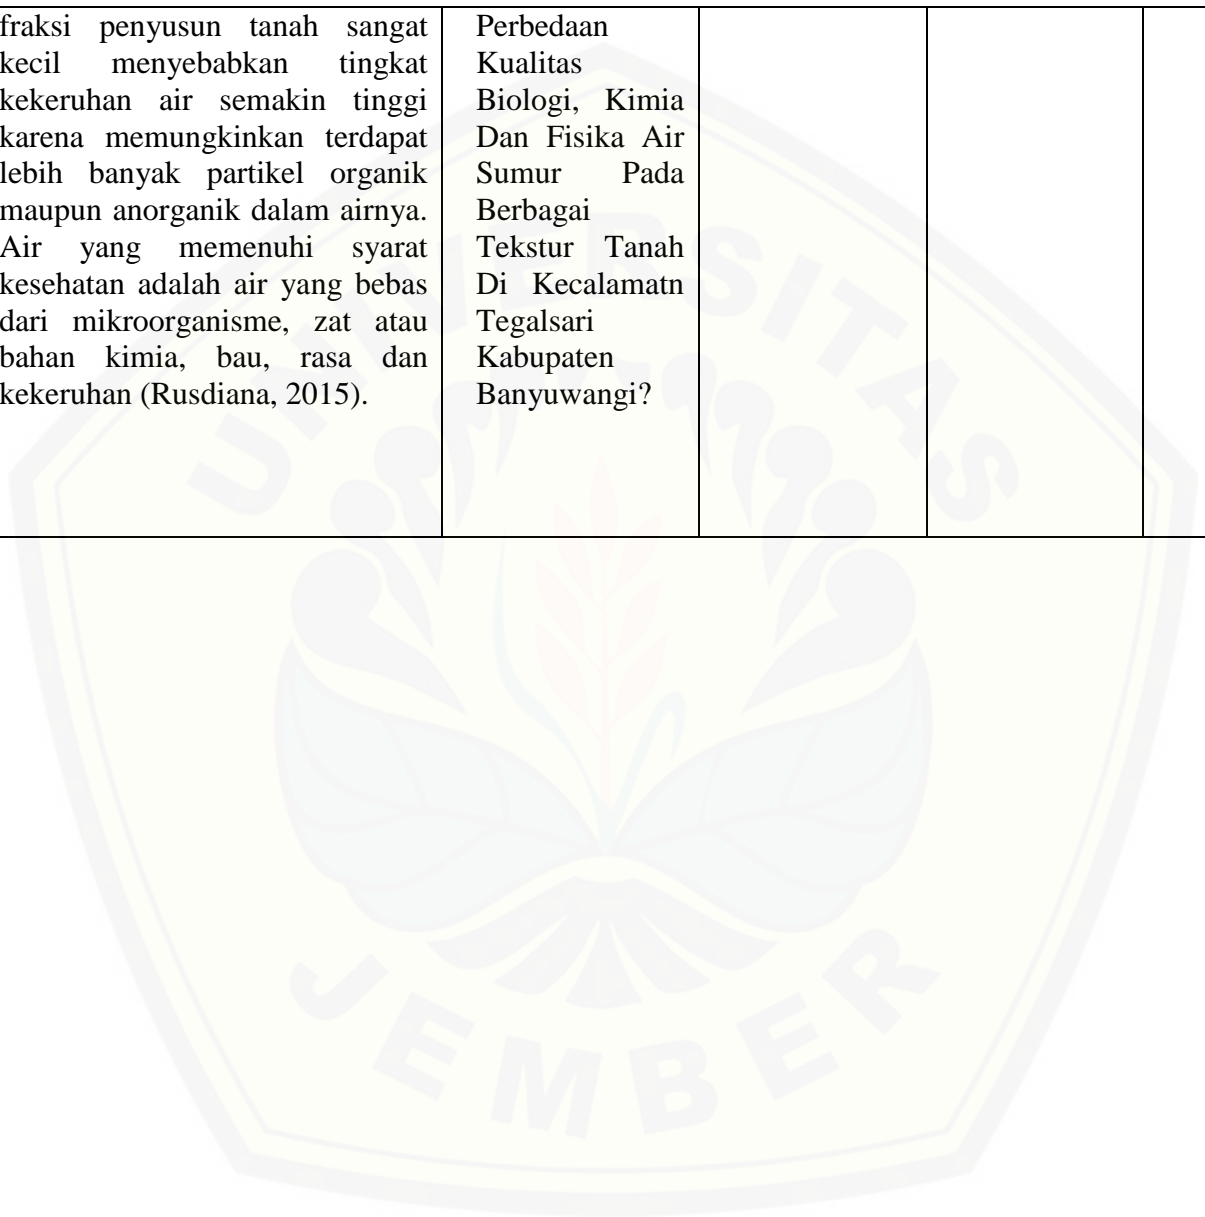 fraksi penyusun tanah sangat
kecil menyebabkan tingkat
kekeruhan air semakin tinggi
karena memungkinkan terdapat
lebih banyak partikel organik
maupun anorganik dalam airnya.
Air yang memenuhi syarat
kesehatan adalah air yang bebas
dari mikroorganisme, zat atau
bahan kimia, bau, rasa dan
kekeruhan (Rusdiana, 2015).
Perbedaan
Kualitas
Biologi, Kimia
Dan Fisika Air
Sumur Pada
Berbagai
Tekstur Tanah
Di Kecalamatn
Tegalsari
Kabupaten
Banyuwangi?
UNIVERSITAS
JEMBER